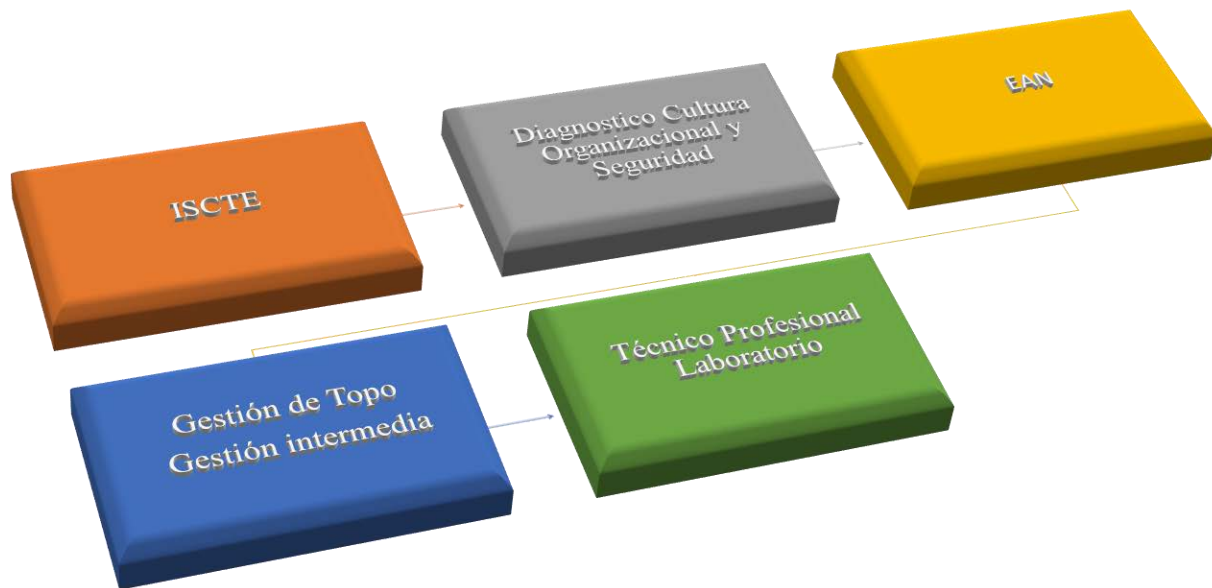 ISCTE
Diagnostico Cultura
Organizacional y
Seguridad
EAN
Gestión de Topo
Gestión intermedia
Técnico Profesional
Laboratorio